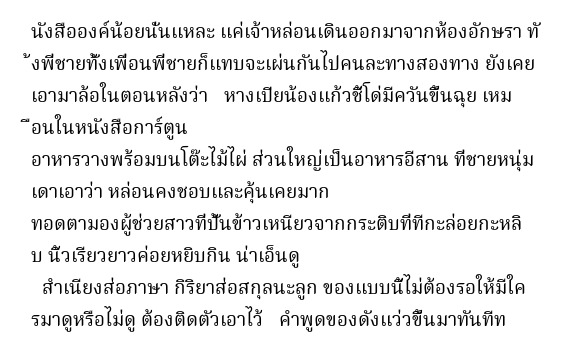 นังสือองค์น้อยนั่นแหละ แค่เจ้าหล่อนเดินออกมาจากห้องอักษรา ทั
้งพี่ชายทั้งเพื่อนพี่ชายก็แทบจะเผ่นกันไปคนละทางสองทาง ยังเคย
เอามาล้อในตอนหลังว่า หางเปียน้องแก้วชี้โด่มีควันขึ้นฉุย เหม
ือนในหนังสือการ์ตูน
อาหารวางพร้อมบนโต๊ะไม้ไผ่ ส่วนใหญ่เป็นอาหารอีสาน ที่ชายหนุ่ม
เดาเอาว่า หล่อนคงชอบและคุ้นเคยมาก
ทอดตามองผู้ช่วยสาวที่ปั้นข้าวเหนียวจากกระติบที่ทีกะล่อยกะหลิ
บ นิ้วเรียวยาวค่อยหยิบกิน น่าเอ็นดู
สำเนียงส่อภาษา กิริยาส่อสกุลนะลูก ของแบบนี้ไม่ต้องรอให้มีใค
รมาดูหรือไม่ดู ต้องติดตัวเอาไว้ คำพูดของดังแว่วขึ้นมาทันทีท